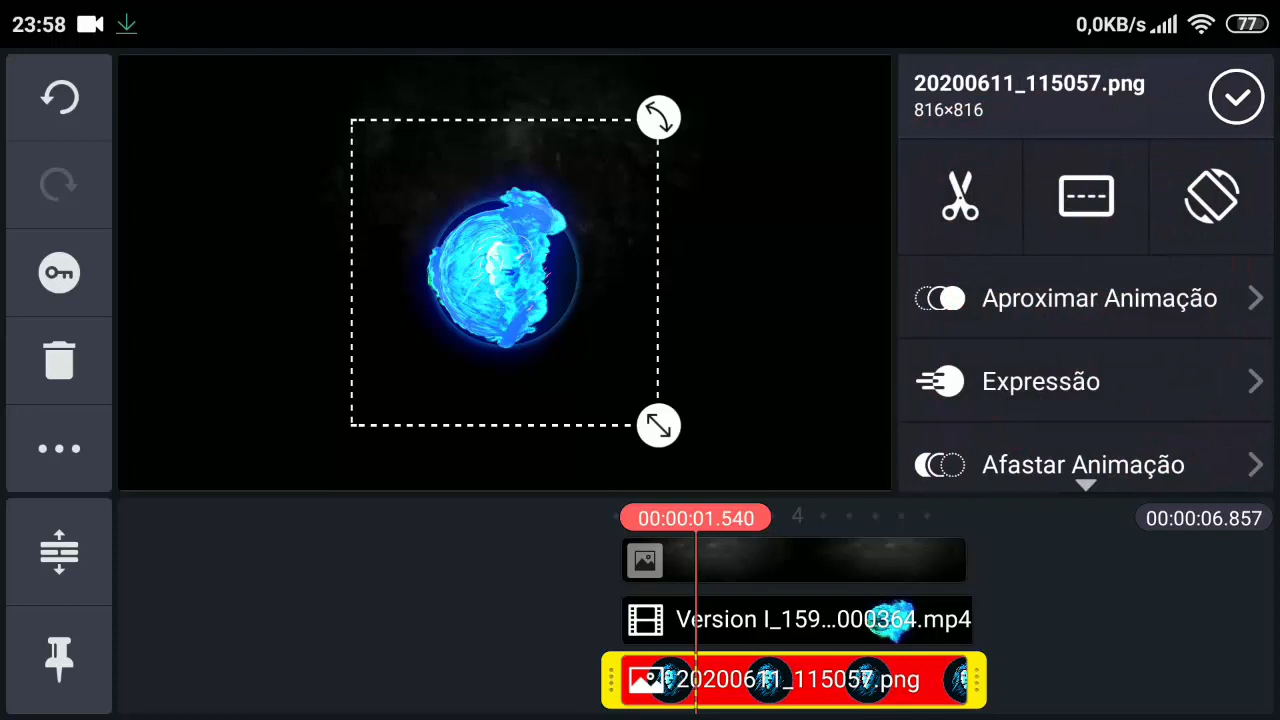 23:58
0,0KB/s
77
20200611_115057.png
816×816
Aproximar Animação
Expressão
Afastar Animação
00:00:01.540
4
00:00:06.857
Version I_159...000364.mp4
20200611_115057.png